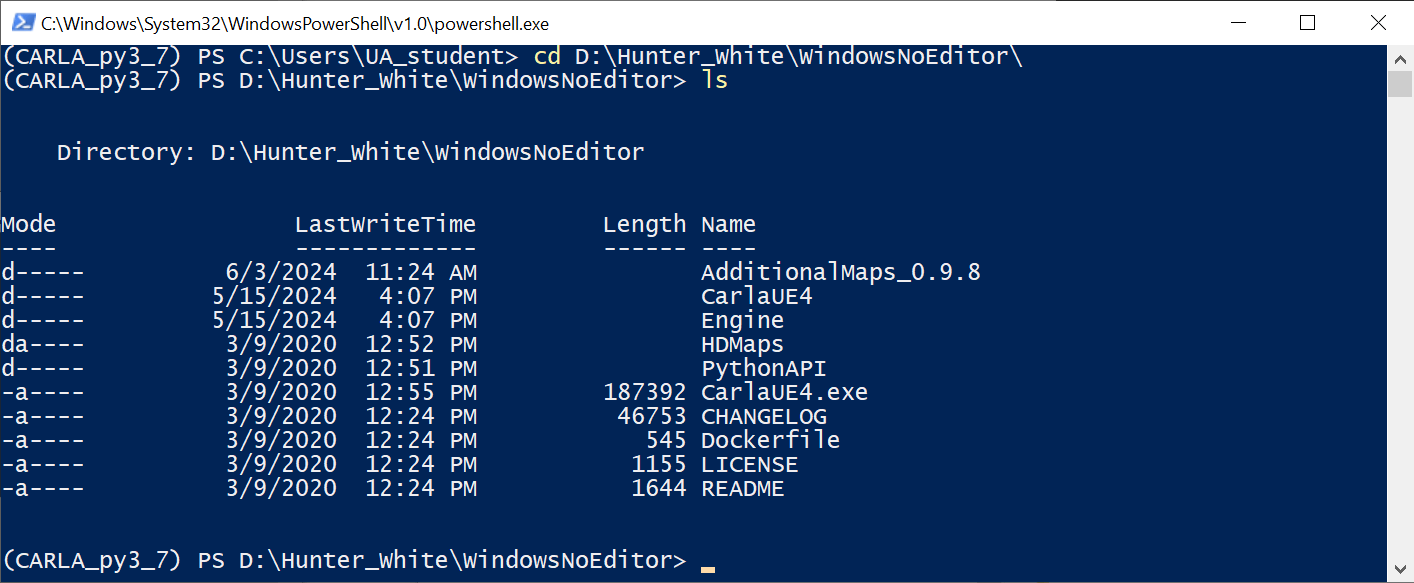 C:\Windows\System32\WindowsPowerShell\v1.0\powershell.exe
(CARLA_py3_7) PS C:\Users\UA_student> cd D:\Hunter_White\WindowsNoEditor\
(CARLA_py3_7) PS D:\Hunter_White\WindowsNoEditor> ls
    Directory: D:\Hunter_White\WindowsNoEditor
Mode                 LastWriteTime         Length Name
----                 -------------         ------ ----
d-----          6/3/2024  11:24 AM                AdditionalMaps_0.9.8
d-----         5/15/2024   4:07 PM                CarlaUE4
d-----         5/15/2024   4:07 PM                Engine
da----          3/9/2020  12:52 PM                HDMaps
d-----          3/9/2020  12:51 PM                PythonAPI
-a----          3/9/2020  12:55 PM         187392 CarlaUE4.exe
-a----          3/9/2020  12:24 PM          46753 CHANGELOG
-a----          3/9/2020  12:24 PM            545 Dockerfile
-a----          3/9/2020  12:24 PM           1155 LICENSE
-a----          3/9/2020  12:24 PM           1644 README
(CARLA_py3_7) PS D:\Hunter_White\WindowsNoEditor>